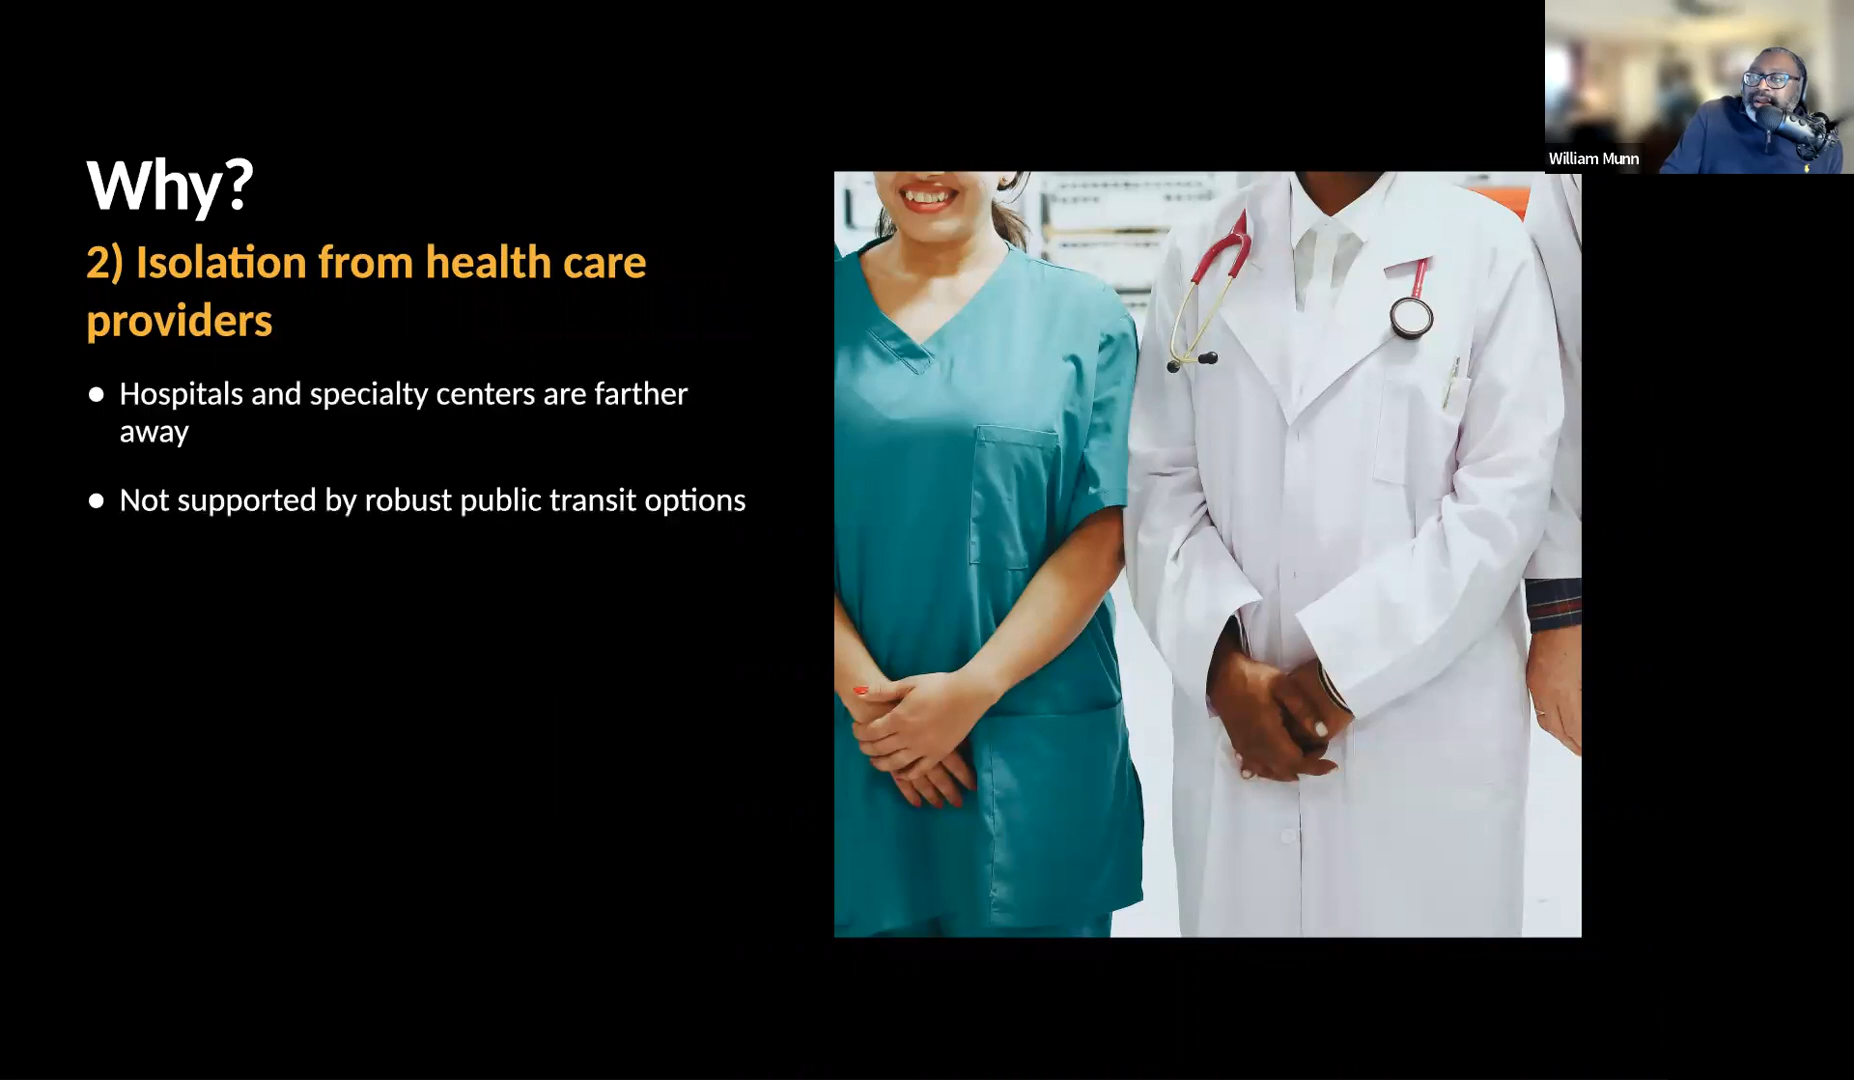 Why?
2) Isolation from health care
providers
● Hospitals and specialty centers are farther
away
● Not supported by robust public transit options
William Munn